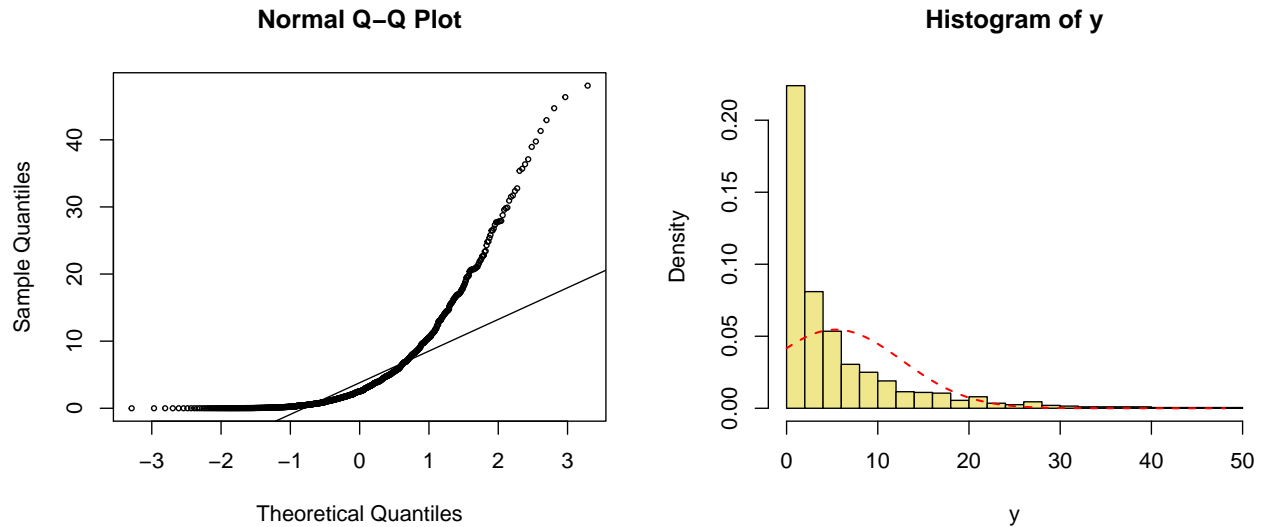 Normal Q−Q Plot
Sample Quantiles
0 10 20 30 40
−3 −2 −1 0 1 2 3
Theoretical Quantiles
Histogram of y
Density
0.00 0.05 0.10 0.15 0.20
0 10 20 30 40 50
y